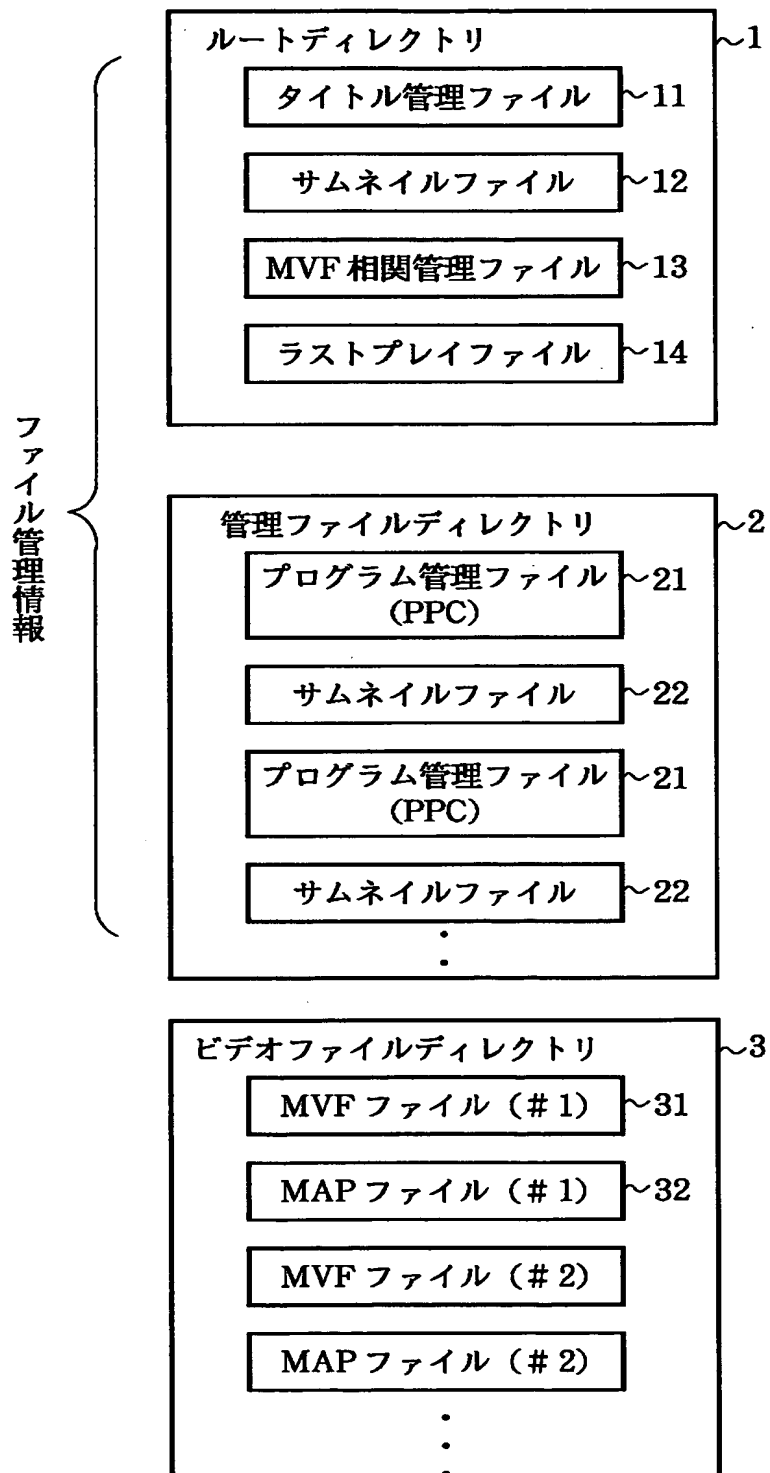 ファイル管理情報
ルートディレクトリ ~1
タイトル管理ファイル ~11
サムネイルファイル ~12
MVF相関管理ファイル ~13
ラストプレイファイル ~14
管理ファイルディレクトリ ~2
プログラム管理ファイル ~21
(PPC)
サムネイルファイル ~22
プログラム管理ファイル ~21
(PPC)
サムネイルファイル ~22
ビデオファイルディレクトリ ~3
MVFファイル(#1) ~31
MAPファイル(#1) ~32
MVFファイル(#2)
MAPファイル(#2)